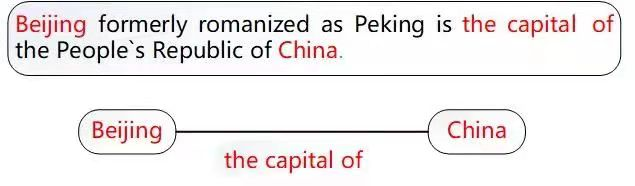 Beijing formerly romanized as Peking is the capital of
the People`s Republic of China.
Beijing
China
the capital of